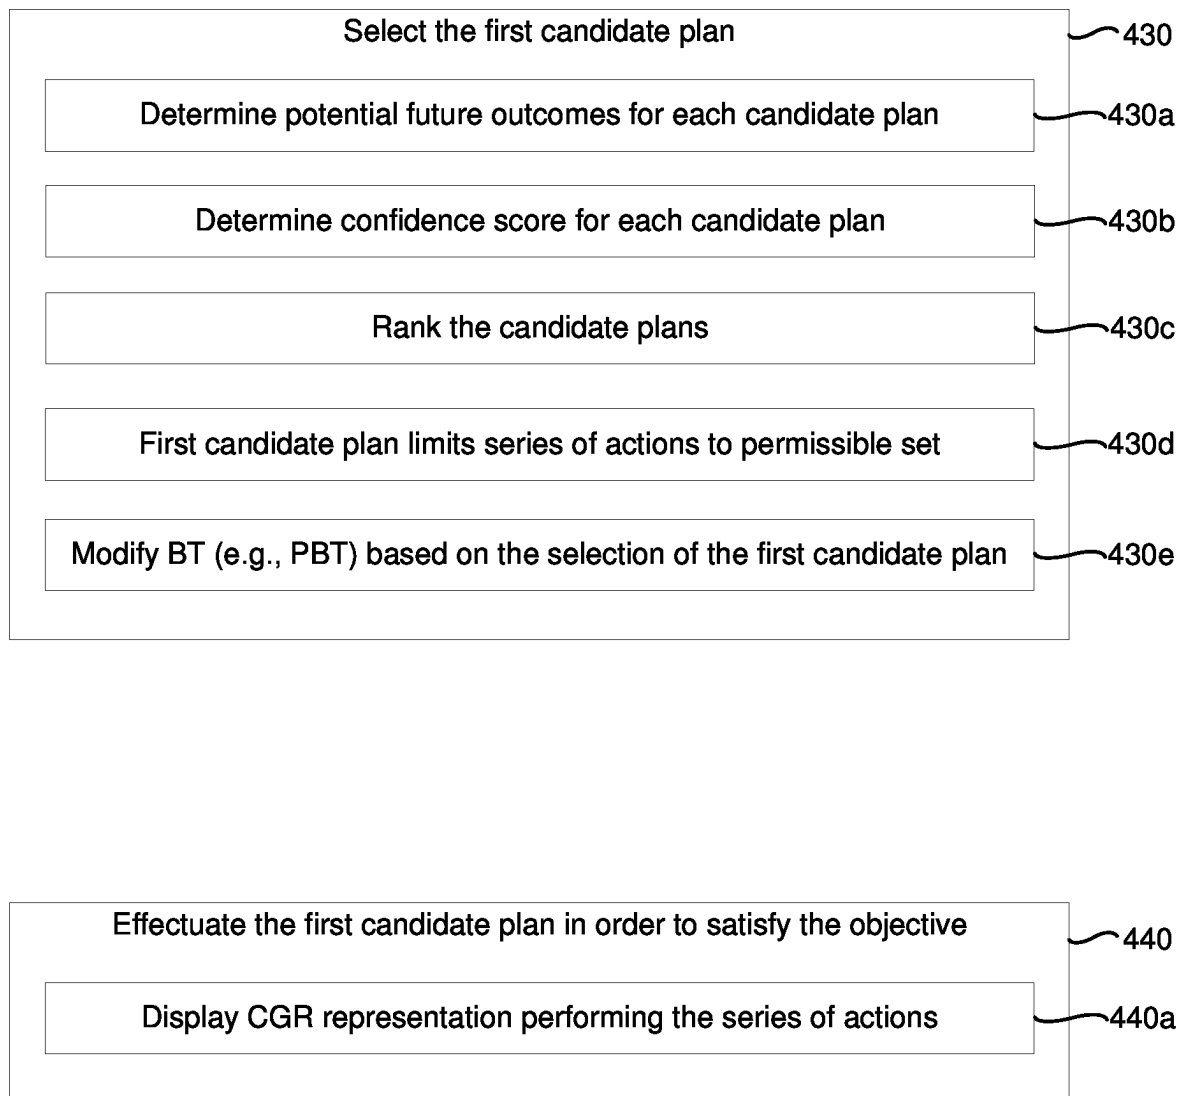 Select the first candidate plan 430
Determine potential future outcomes for each candidate plan 430a
Determine confidence score for each candidate plan 430b
Rank the candidate plans 430c
First candidate plan limits series of actions to permissible set 430d
Modify BT (e.g., PBT) based on the selection of the first candidate plan 430e
Effectuate the first candidate plan in order to satisfy the objective 440
Display CGR representation performing the series of actions 440a